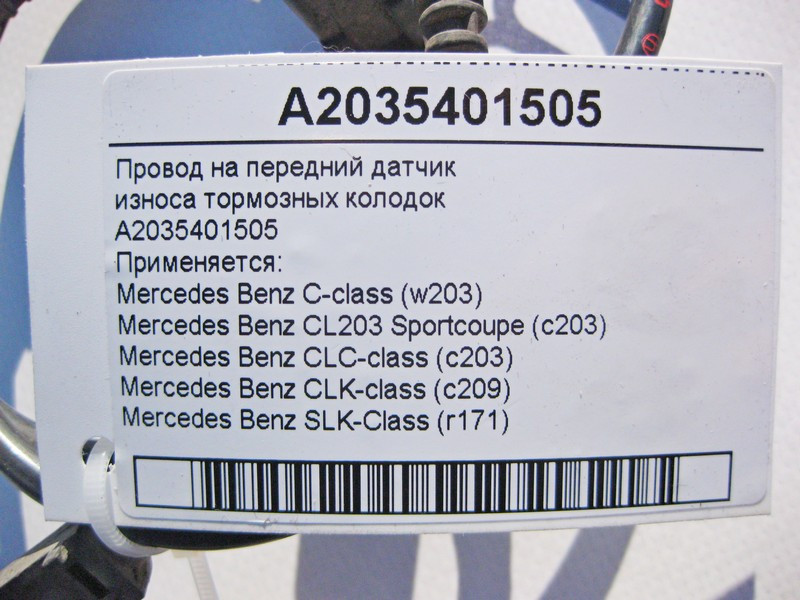 A2035401505
Провод на передний датчик
износа тормозных колодок
A2035401505
Применяется:
Mercedes Benz C-class (w203)
Mercedes Benz CL203 Sportcoupe (c203)
Mercedes Benz CLC-class (c203)
Mercedes Benz CLK-class (c209)
Mercedes Benz SLK-Class (r171)